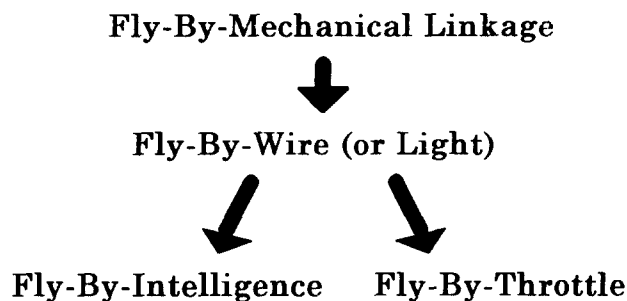 Fly-By-Mechanical Linkage
Fly-By-Wire (or Light)
Fly-By-Intelligence Fly-By-Throttle